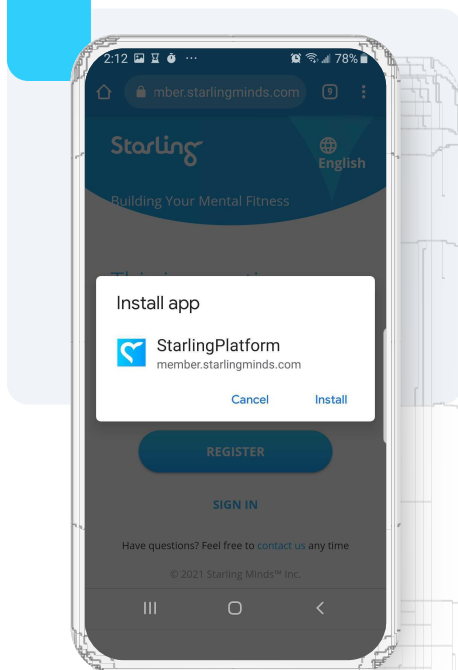 2:12
78%
mber.starlingminds.com
9
Starling
English
Building Your Mental Fitness
Install app
StarlingPlatform
member.starlingminds.com
Cancel Install
REGISTER
SIGN IN
Have questions? Feel free to contact us any time
© 2021 Starling Minds™ Inc.